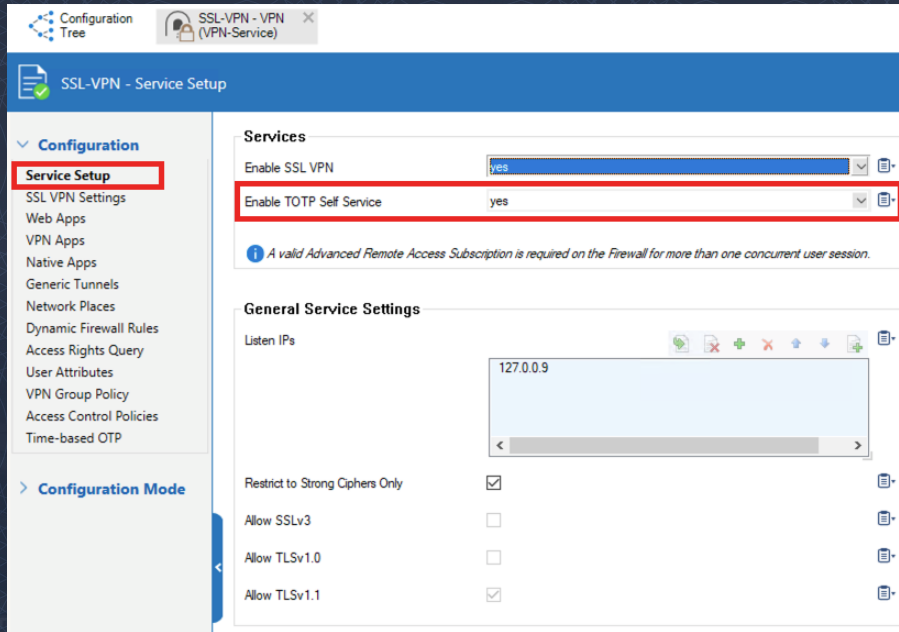 Configuration
Tree
SSL-VPN - VPN
(VPN-Service)
SSL-VPN - Service Setup
Configuration
Service Setup
SSL VPN Settings
Web Apps
VPN Apps
Native Apps
Generic Tunnels
Network Places
Dynamic Firewall Rules
Access Rights Query
User Attributes
VPN Group Policy
Access Control Policies
Time-based OTP
Configuration Mode
Services
Enable SSL VPN yes
Enable TOTP Self Service yes
A valid Advanced Remote Access Subscription is required on the Firewall for more than one concurrent user session.
General Service Settings
Listen IPs
127.0.0.9
Restrict to Strong Ciphers Only
Allow SSLv3
Allow TLSv1.0
Allow TLSv1.1